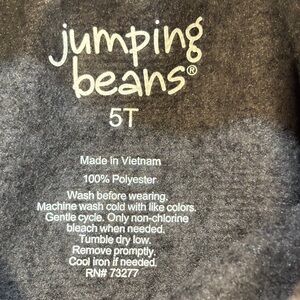 jumping
beans®
5T
Made in Vietnam
100% Polyester
Wash before wearing.
Machine wash cold with like colors.
Gentle cycle. Only non-chlorine
bleach when needed.
Tumble dry low.
Remove promptly.
Cool iron if needed.
RN# 73277